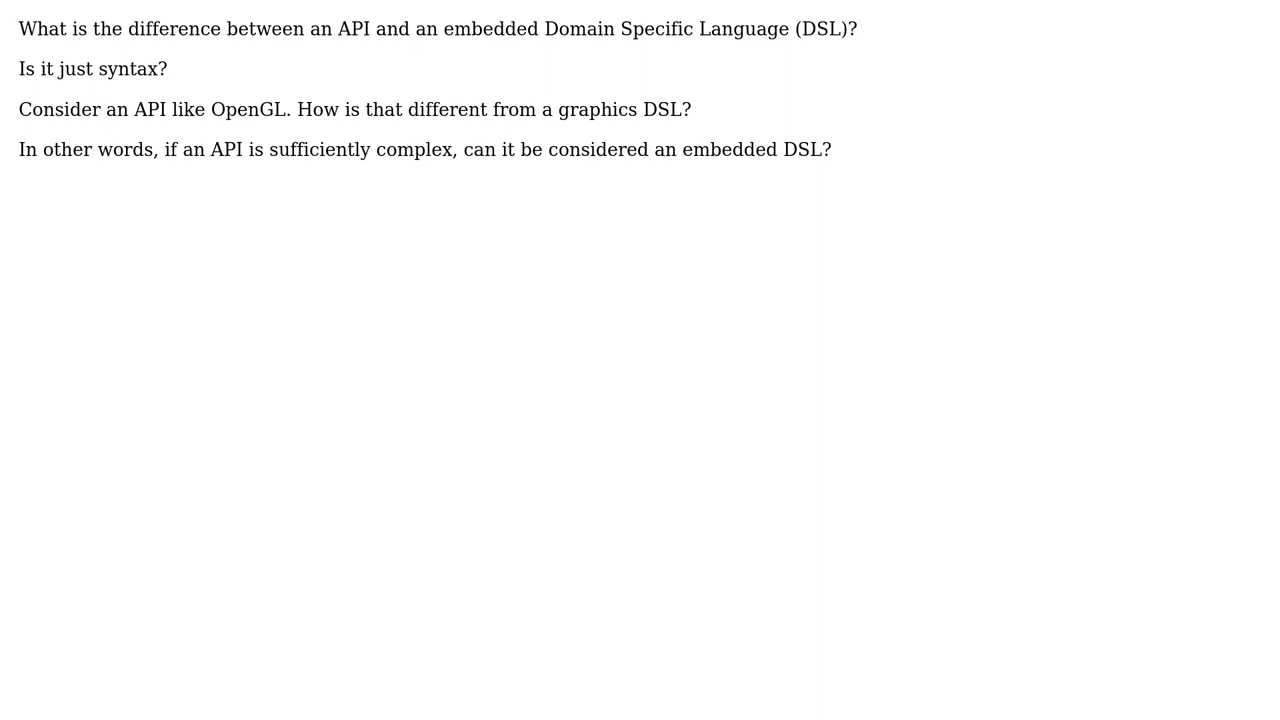 What is the difference between an API and an embedded Domain Specific Language (DSL)?
Is it just syntax?
Consider an API like OpenGL. How is that different from a graphics DSL?
In other words, if an API is sufficiently complex, can it be considered an embedded DSL?